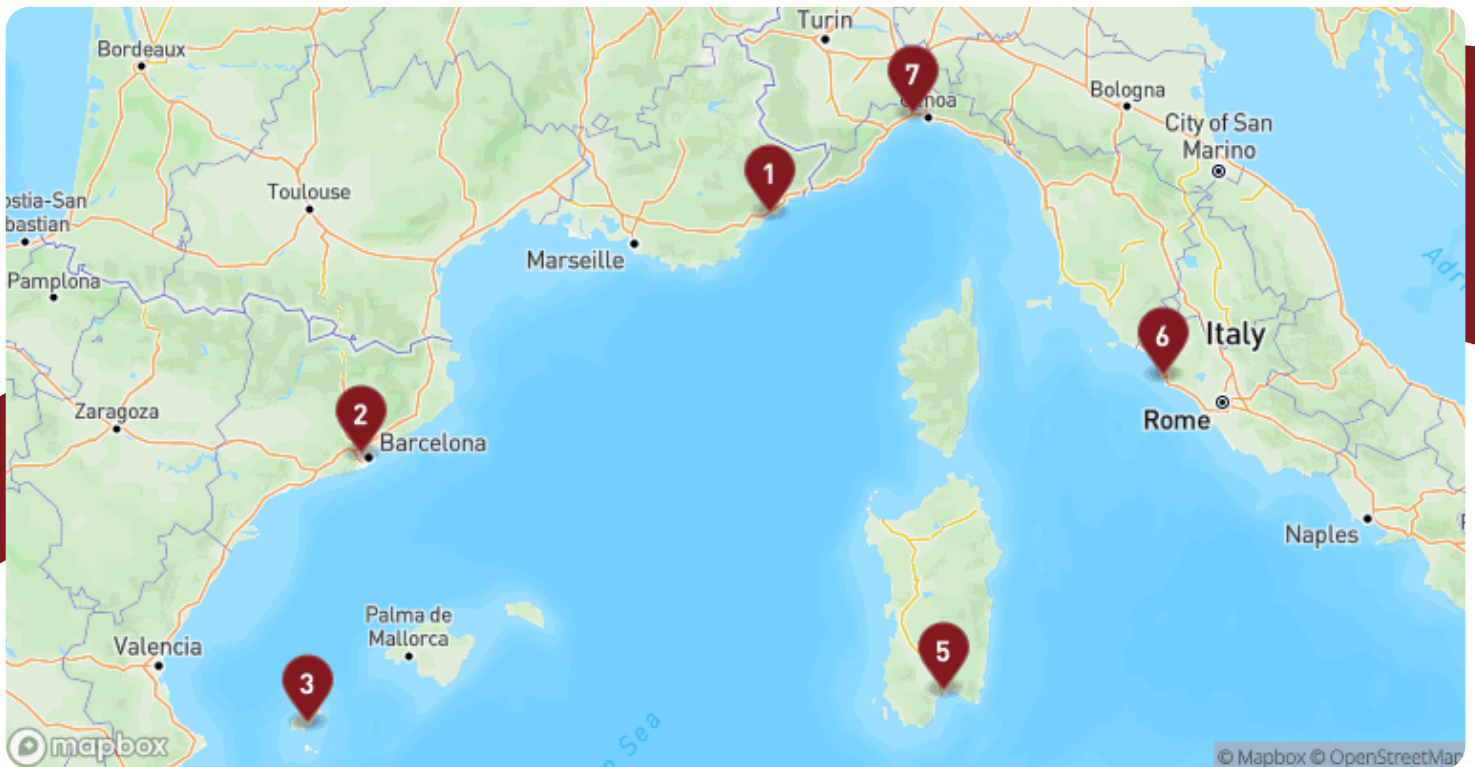 Turin
Bordeaux
7
Genoa
Bologna
City of San
Marino
1
Toulouse
ostia-San
bastian
Marseille
Pamplona
Adri
6
Italy
2
Zaragoza
Barcelona
Rome
Naples
Palma de
Mallorca
Valencia
5
3
Sea
mapbox
© Mapbox © OpenStreetMap